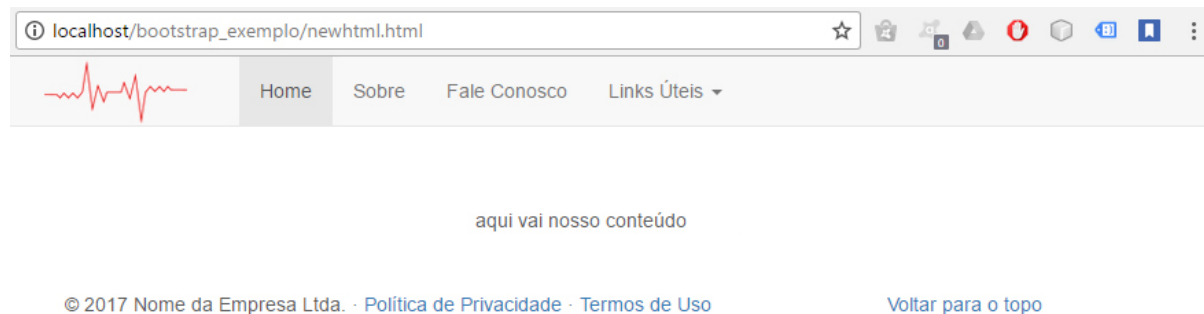 localhost/bootstrap_exemplo/newhtml.html
0
Home Sobre Fale Conosco Links Úteis
aqui vai nosso conteúdo
© 2017 Nome da Empresa Ltda. · Política de Privacidade · Termos de Uso Voltar para o topo